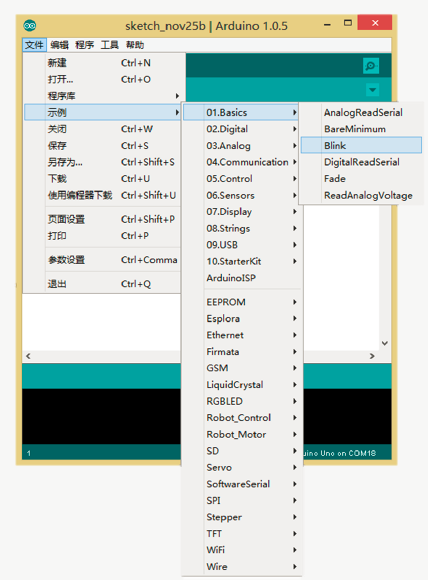 sketch_nov25b | Arduino 1.0.5
文件 编辑 程序 工具 帮助
新建 Ctrl+N
打开... Ctrl+O
程序库
示例
关闭 Ctrl+W
保存 Ctrl+S
另存为... Ctrl+Shift+S
下载 Ctrl+U
使用编程器下载 Ctrl+Shift+U
页面设置 Ctrl+Shift+P
打印 Ctrl+P
参数设置 Ctrl+Comma
退出 Ctrl+Q
01.Basics
02.Digital
03.Analog
04.Communication
05.Control
06.Sensors
07.Display
08.Strings
09.USB
10.StarterKit
ArduinoISP
EEPROM
Esplora
Ethernet
Firmata
GSM
LiquidCrystal
RGBLED
Robot_Control
Robot_Motor
SD
Servo
SoftwareSerial
SPI
Stepper
TFT
WiFi
Wire
AnalogReadSerial
BareMinimum
Blink
DigitalReadSerial
Fade
ReadAnalogVoltage
1
uino Uno on COM18